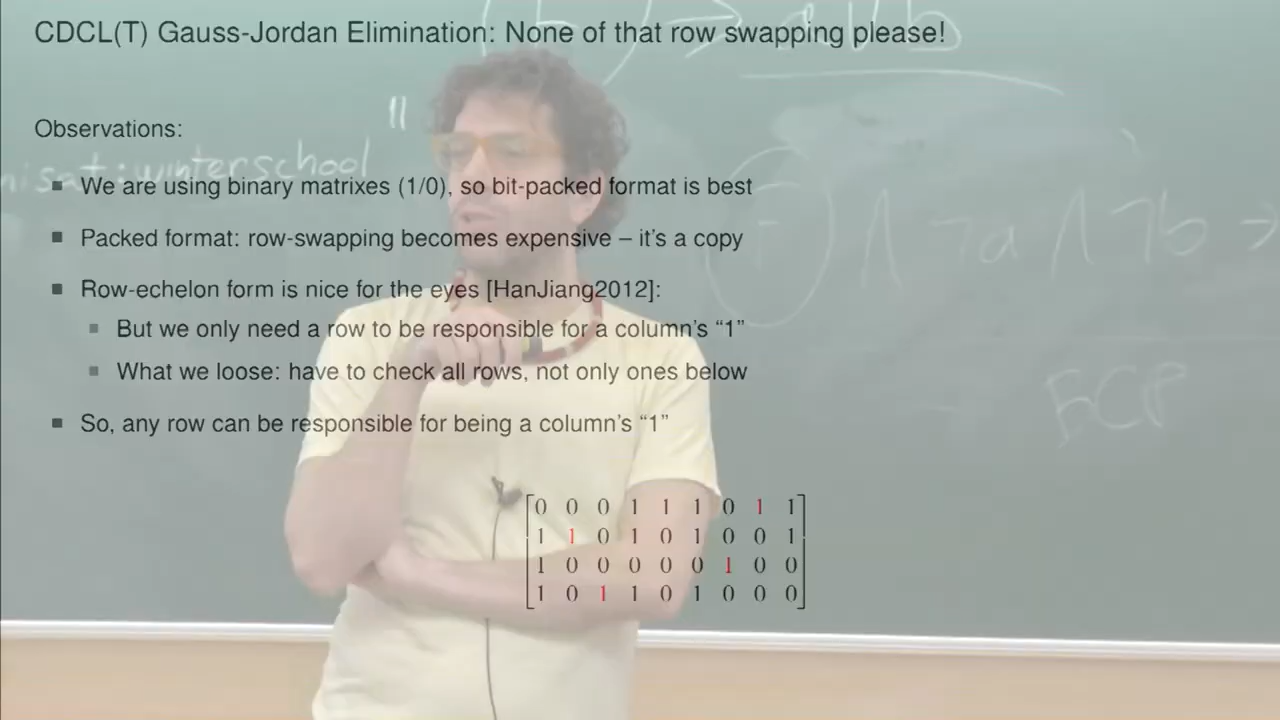 CDCL(T) Gauss-Jordan Elimination: None of that row swapping please!
Observations:
winterschool
We are using binary matrixes (1/0), so bit-packed format is best
Packed format: row-swapping becomes expensive – it's a copy
Row-echelon form is nice for the eyes [HanJiang2012]:
But we only need a row to be responsible for a column's “1”
What we loose: have to check all rows, not only ones below
So, any row can be responsible for being a column's “1”
∧ ¬a ∧ ¬b →
BCP
0 0 0 1 1 1 0 1 1
1 1 0 1 0 1 0 0 1
1 0 0 0 0 0 1 0 0
1 0 1 1 0 1 0 0 0